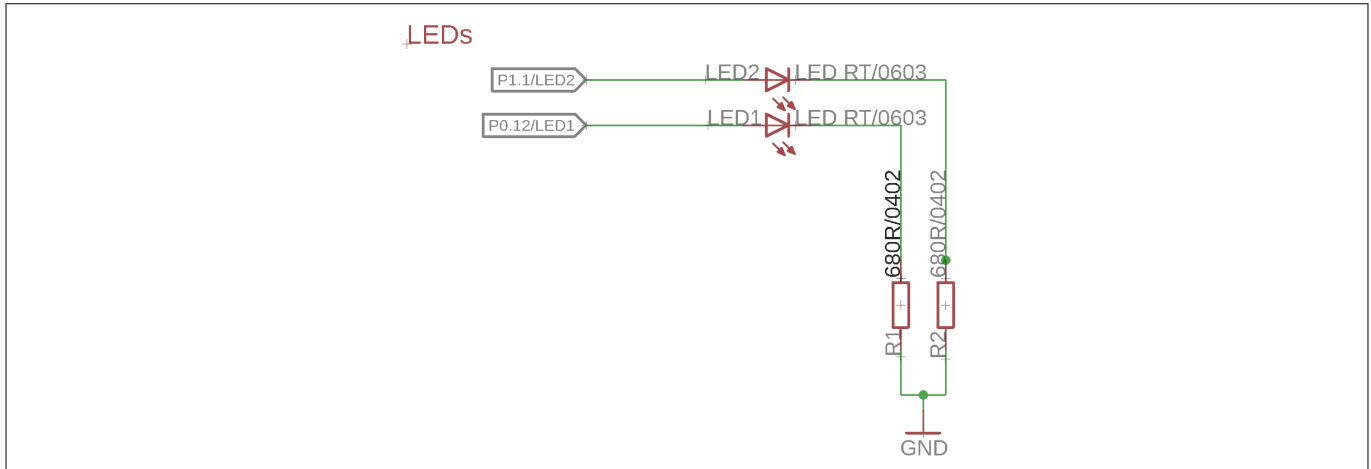 LEDs
P1.1/LED2
LED2
LED RT/0603
P0.12/LED1
LED1
LED RT/0603
680R/0402
680R/0402
R1
R2
GND